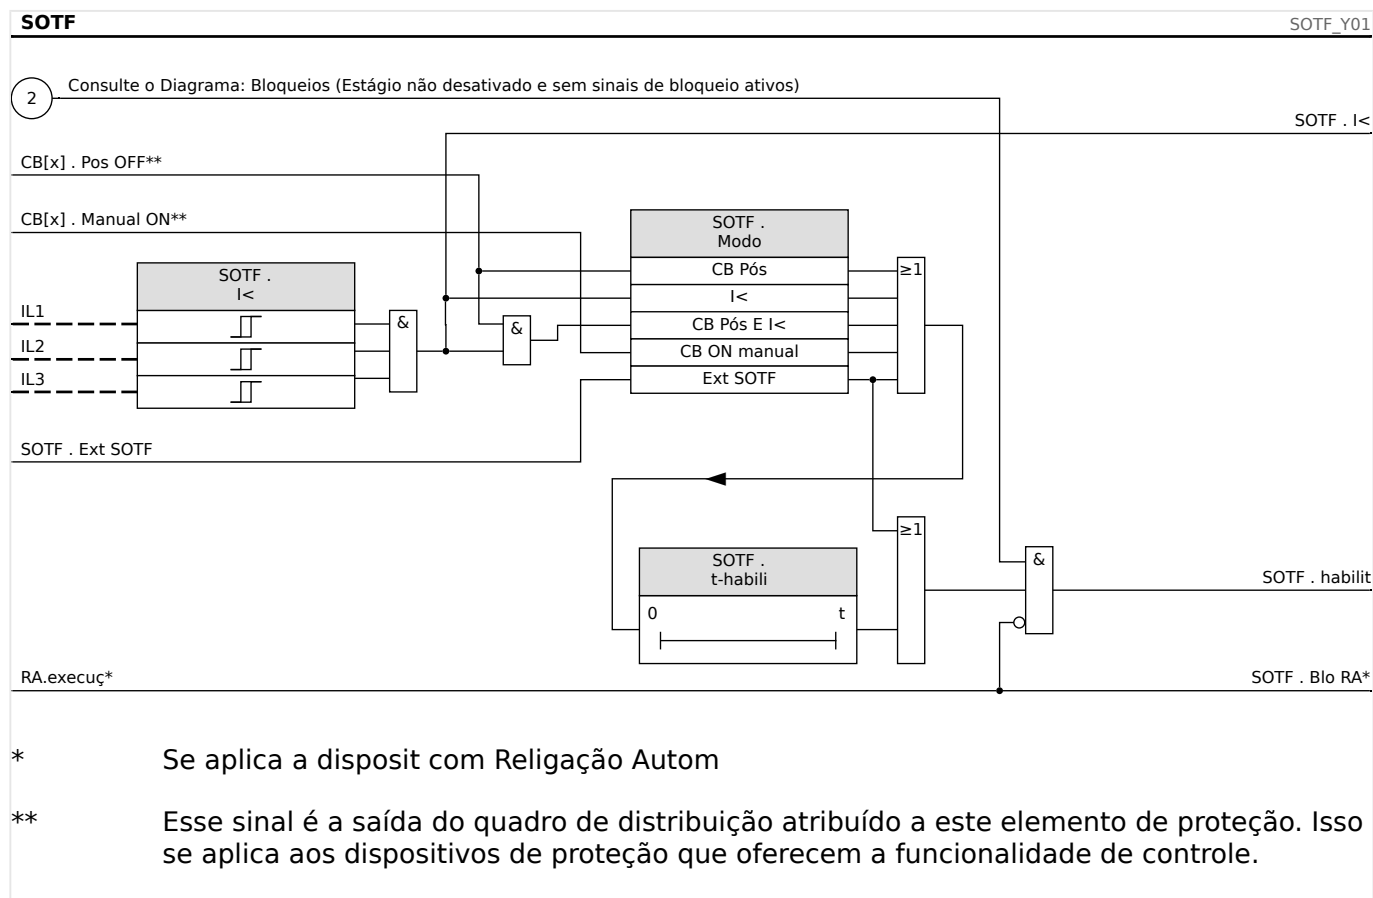 SOTF
SOTF_Y01
2
Consulte o Diagrama: Bloqueios (Estágio não desativado e sem sinais de bloqueio ativos)
SOTF . I<
CB[x] . Pos OFF**
CB[x] . Manual ON**
SOTF .
Modo
CB Pós
I<
CB Pós E I<
CB ON manual
Ext SOTF
≥1
SOTF .
I<
IL1
IL2
IL3
&
&
SOTF . Ext SOTF
SOTF .
t-habili
0
t
≥1
&
SOTF . habilit
RA.execuç*
SOTF . Blo RA*
* Se aplica a disposit com Religação Autom
** Esse sinal é a saída do quadro de distribuição atribuído a este elemento de proteção. Isso
se aplica aos dispositivos de proteção que oferecem a funcionalidade de controle.